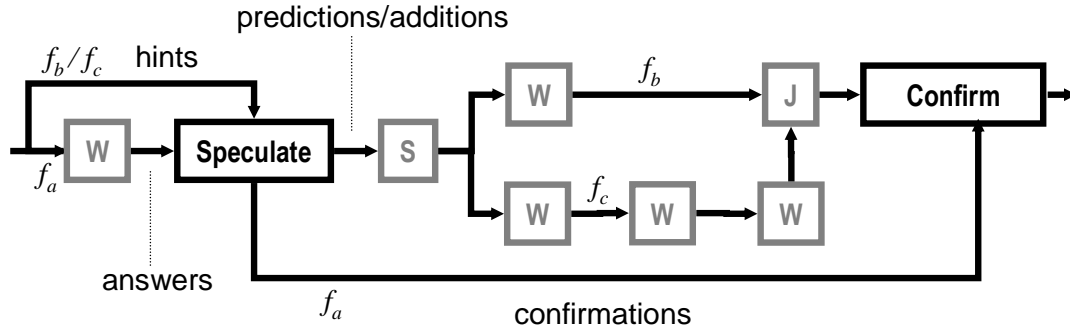 predictions/additions
f_b/f_c hints
W f_b J Confirm
W Speculate S
f_a
W f_c W W
answers
f_a
confirmations